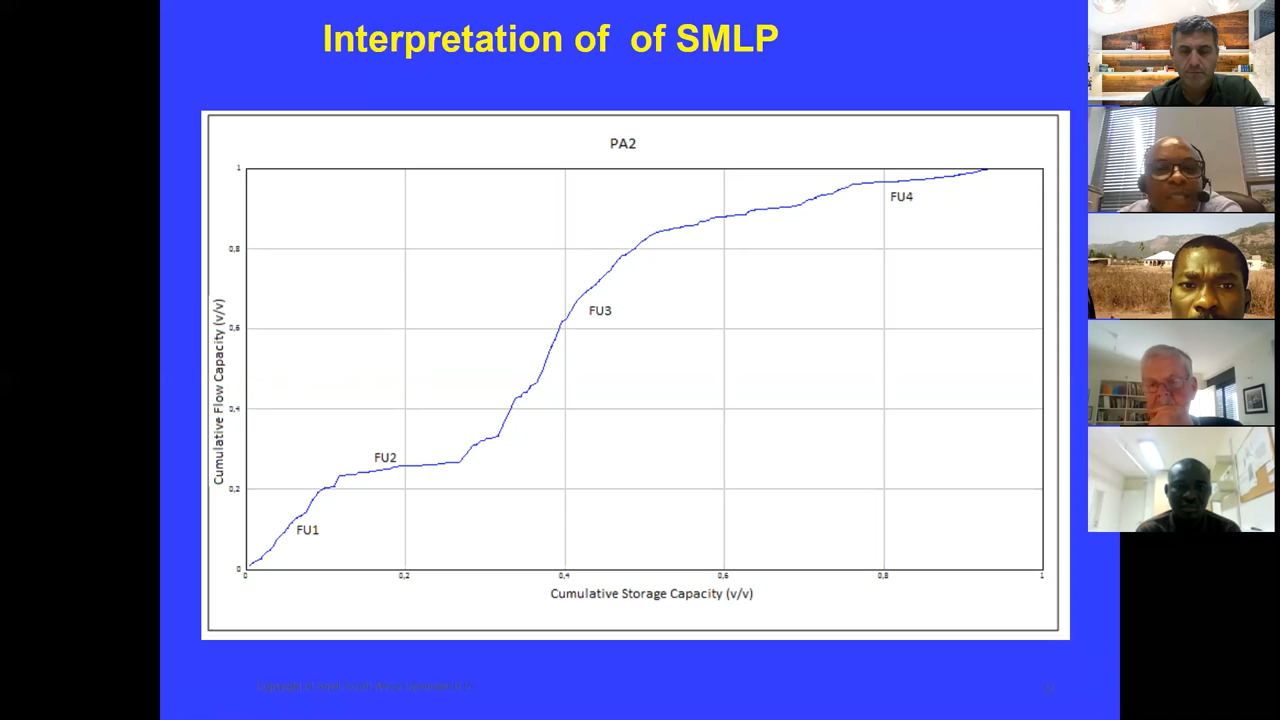 Interpretation of of SMLP
PA2
1
0,8
0,6
0,4
0,2
0
Cumulative Flow Capacity (v/v)
FU1
FU2
FU3
FU4
0
0,2
0,4
0,6
0,8
1
Cumulative Storage Capacity (v/v)